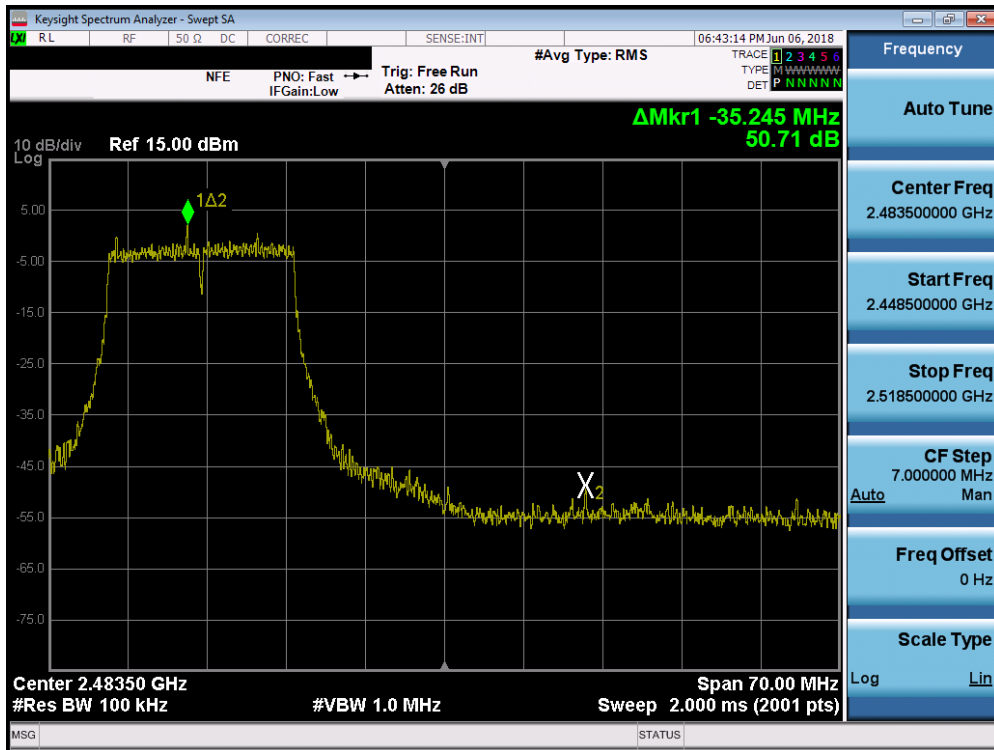 Keysight Spectrum Analyzer - Swept SA
LXI RL RF 50 Ω DC CORREC SENSE:INT 06:43:14 PM Jun 06, 2018
NFE PNO: Fast IFGain:Low Trig: Free Run Atten: 26 dB #Avg Type: RMS
TRACE 1 2 3 4 5 6
TYPE M W W W W W
DET P N N N N N
ΔMkr1 -35.245 MHz
50.71 dB
10 dB/div Ref 15.00 dBm
Log
1Δ2
5.00
-5.00
-15.0
-25.0
-35.0
-45.0
X2
-55.0
-65.0
-75.0
Center 2.48350 GHz Span 70.00 MHz
#Res BW 100 kHz #VBW 1.0 MHz Sweep 2.000 ms (2001 pts)
MSG STATUS
Frequency
Auto Tune
Center Freq
2.483500000 GHz
Start Freq
2.448500000 GHz
Stop Freq
2.518500000 GHz
CF Step
7.000000 MHz
Auto Man
Freq Offset
0 Hz
Scale Type
Log Lin